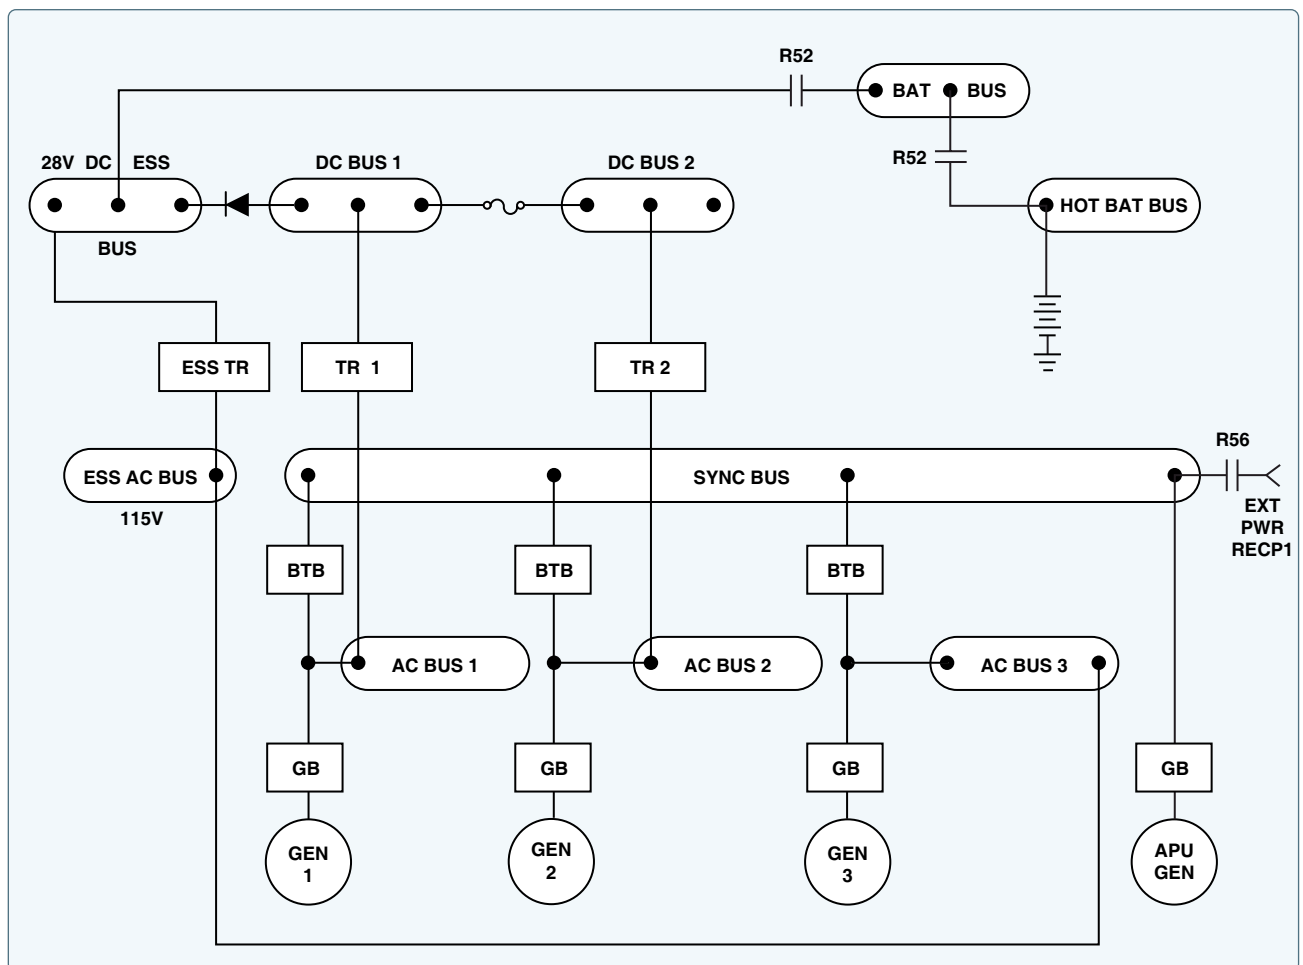 R52
BAT BUS
28V DC ESS
DC BUS 1
DC BUS 2
R52
HOT BAT BUS
BUS
ESS TR
TR 1
TR 2
R56
ESS AC BUS
SYNC BUS
115V
EXT
PWR
RECP1
BTB
BTB
BTB
AC BUS 1
AC BUS 2
AC BUS 3
GB
GB
GB
GB
GEN
1
GEN
2
GEN
3
APU
GEN